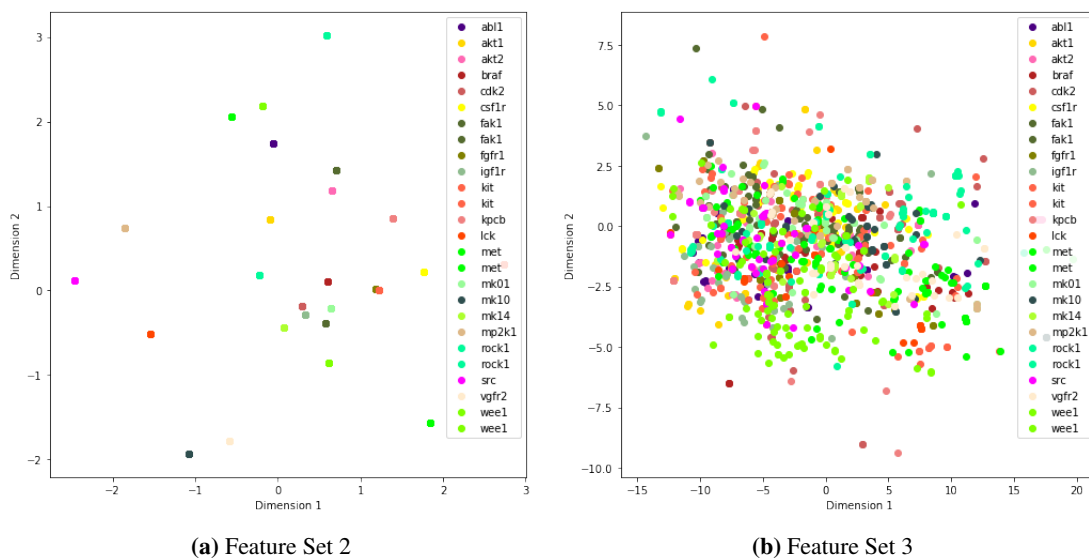 3
2
1
0
−1
−2
Dimension 2
−2
−1
0
1
2
3
Dimension 1
abl1
akt1
akt2
braf
cdk2
csf1r
fak1
fak1
fgfr1
igf1r
kit
kit
kpcb
lck
met
met
mk01
mk10
mk14
mp2k1
rock1
rock1
src
vgfr2
wee1
wee1
(a) Feature Set 2
7.5
5.0
2.5
0.0
−2.5
−5.0
−7.5
−10.0
Dimension 2
−15
−10
−5
0
5
10
15
20
Dimension 1
abl1
akt1
akt2
braf
cdk2
csf1r
fak1
fak1
fgfr1
igf1r
kit
kit
kpcb
lck
met
met
mk01
mk10
mk14
mp2k1
rock1
rock1
src
vgfr2
wee1
wee1
(b) Feature Set 3